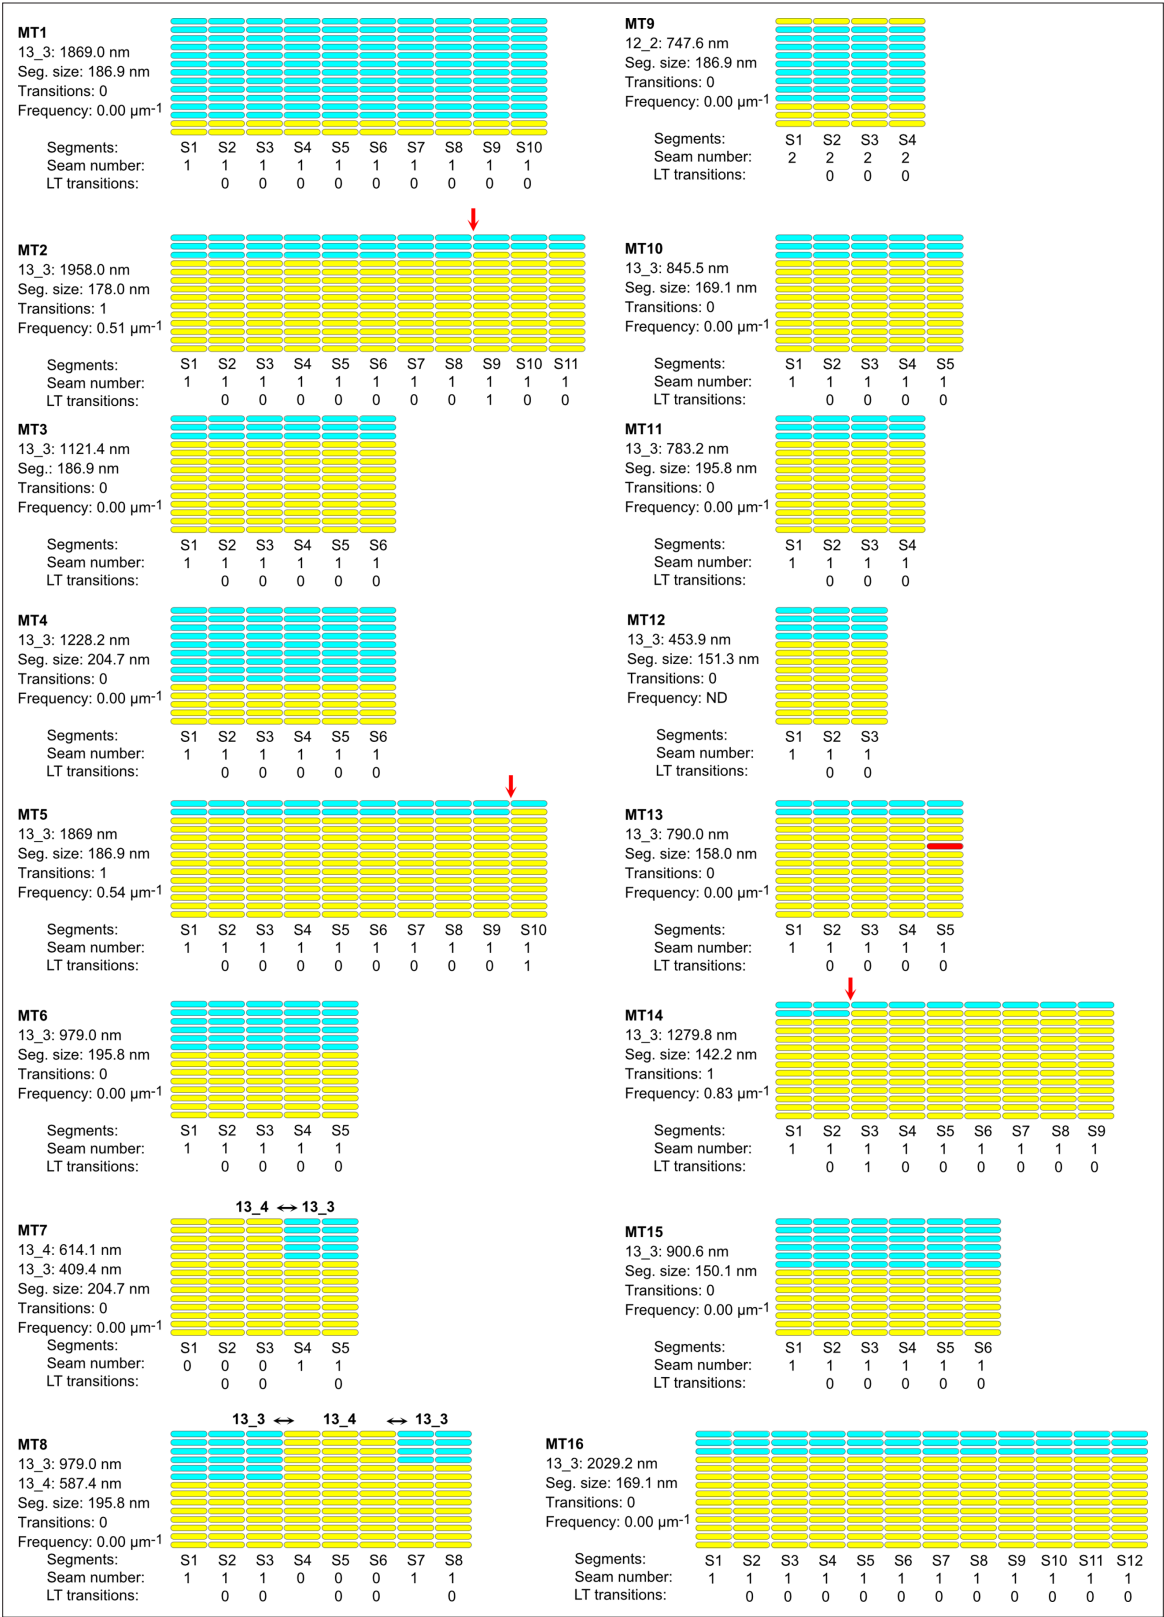 MT1
13_3: 1869.0 nm
Seg. size: 186.9 nm
Transitions: 0
Frequency: 0.00 µm-1
Segments: S1 S2 S3 S4 S5 S6 S7 S8 S9 S10
Seam number: 1 1 1 1 1 1 1 1 1 1
LT transitions: 0 0 0 0 0 0 0 0 0
MT2
13_3: 1958.0 nm
Seg. size: 178.0 nm
Transitions: 1
Frequency: 0.51 µm-1
Segments: S1 S2 S3 S4 S5 S6 S7 S8 S9 S10 S11
Seam number: 1 1 1 1 1 1 1 1 1 1 1
LT transitions: 0 0 0 0 0 0 0 1 0 0
MT3
13_3: 1121.4 nm
Seg.: 186.9 nm
Transitions: 0
Frequency: 0.00 µm-1
Segments: S1 S2 S3 S4 S5 S6
Seam number: 1 1 1 1 1 1
LT transitions: 0 0 0 0 0
MT4
13_3: 1228.2 nm
Seg. size: 204.7 nm
Transitions: 0
Frequency: 0.00 µm-1
Segments: S1 S2 S3 S4 S5 S6
Seam number: 1 1 1 1 1 1
LT transitions: 0 0 0 0 0
MT5
13_3: 1869 nm
Seg. size: 186.9 nm
Transitions: 1
Frequency: 0.54 µm-1
Segments: S1 S2 S3 S4 S5 S6 S7 S8 S9 S10
Seam number: 1 1 1 1 1 1 1 1 1 1
LT transitions: 0 0 0 0 0 0 0 0 1
MT6
13_3: 979.0 nm
Seg. size: 195.8 nm
Transitions: 0
Frequency: 0.00 µm-1
Segments: S1 S2 S3 S4 S5
Seam number: 1 1 1 1 1
LT transitions: 0 0 0 0
13_4 ↔ 13_3
MT7
13_4: 614.1 nm
13_3: 409.4 nm
Seg. size: 204.7 nm
Transitions: 0
Frequency: 0.00 µm-1
Segments: S1 S2 S3 S4 S5
Seam number: 0 0 0 1 1
LT transitions: 0 0 0
13_3 ↔ 13_4 ↔ 13_3
MT8
13_3: 979.0 nm
13_4: 587.4 nm
Seg. size: 195.8 nm
Transitions: 0
Frequency: 0.00 µm-1
Segments: S1 S2 S3 S4 S5 S6 S7 S8
Seam number: 1 1 1 0 0 0 1 1
LT transitions: 0 0 0 0 0
MT9
12_2: 747.6 nm
Seg. size: 186.9 nm
Transitions: 0
Frequency: 0.00 µm-1
Segments: S1 S2 S3 S4
Seam number: 2 2 2 2
LT transitions: 0 0 0
MT10
13_3: 845.5 nm
Seg. size: 169.1 nm
Transitions: 0
Frequency: 0.00 µm-1
Segments: S1 S2 S3 S4 S5
Seam number: 1 1 1 1 1
LT transitions: 0 0 0 0
MT11
13_3: 783.2 nm
Seg. size: 195.8 nm
Transitions: 0
Frequency: 0.00 µm-1
Segments: S1 S2 S3 S4
Seam number: 1 1 1 1
LT transitions: 0 0 0
MT12
13_3: 453.9 nm
Seg. size: 151.3 nm
Transitions: 0
Frequency: ND
Segments: S1 S2 S3
Seam number: 1 1 1
LT transitions: 0 0
MT13
13_3: 790.0 nm
Seg. size: 158.0 nm
Transitions: 0
Frequency: 0.00 µm-1
Segments: S1 S2 S3 S4 S5
Seam number: 1 1 1 1 1
LT transitions: 0 0 0 0
MT14
13_3: 1279.8 nm
Seg. size: 142.2 nm
Transitions: 1
Frequency: 0.83 µm-1
Segments: S1 S2 S3 S4 S5 S6 S7 S8 S9
Seam number: 1 1 1 1 1 1 1 1 1
LT transitions: 0 1 0 0 0 0 0 0
MT15
13_3: 900.6 nm
Seg. size: 150.1 nm
Transitions: 0
Frequency: 0.00 µm-1
Segments: S1 S2 S3 S4 S5 S6
Seam number: 1 1 1 1 1 1
LT transitions: 0 0 0 0 0
MT16
13_3: 2029.2 nm
Seg. size: 169.1 nm
Transitions: 0
Frequency: 0.00 µm-1
Segments: S1 S2 S3 S4 S5 S6 S7 S8 S9 S10 S11 S12
Seam number: 1 1 1 1 1 1 1 1 1 1 1 1
LT transitions: 0 0 0 0 0 0 0 0 0 0 0